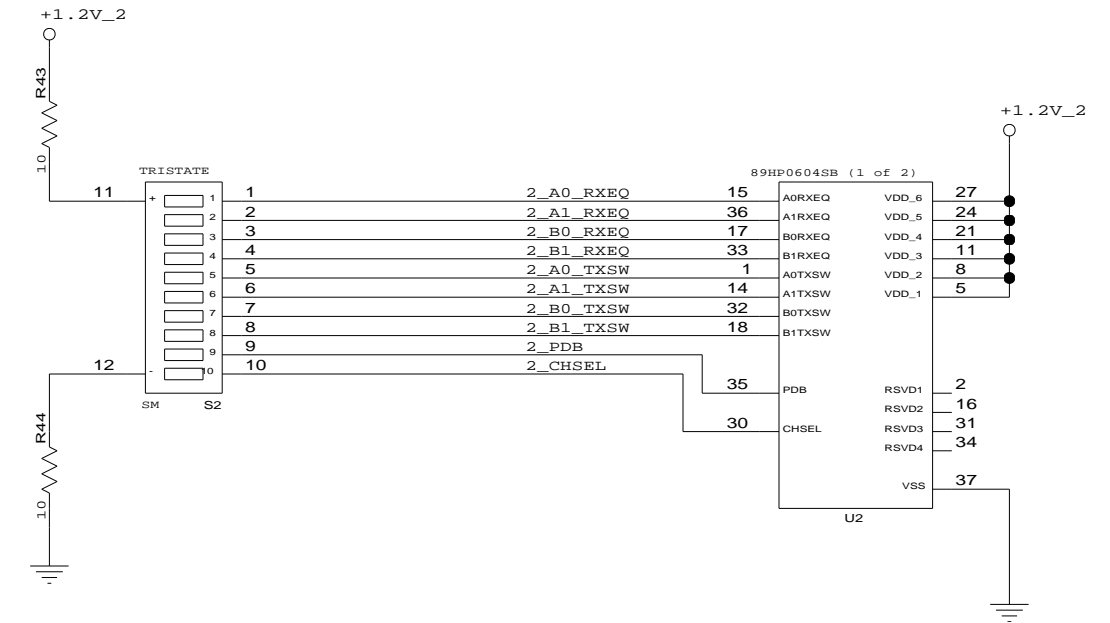 +1.2V_2
R43
10
+1.2V_2
TRISTATE
89HP0604SB (1 of 2)
11 + 1 1 2_A0_RXEQ 15 A0RXEQ VDD_6 27
2 2 2_A1_RXEQ 36 A1RXEQ VDD_5 24
3 3 2_B0_RXEQ 17 B0RXEQ VDD_4 21
4 4 2_B1_RXEQ 33 B1RXEQ VDD_3 11
5 5 2_A0_TXSW 1 A0TXSW VDD_2 8
6 6 2_A1_TXSW 14 A1TXSW VDD_1 5
7 7 2_B0_TXSW 32 B0TXSW
8 8 2_B1_TXSW 18 B1TXSW
9 9 2_PDB
12 - 10 10 2_CHSEL
35 PDB RSVD1 2
SM S2
RSVD2 16
30 CHSEL RSVD3 31
RSVD4 34
R44
10
VSS 37
U2